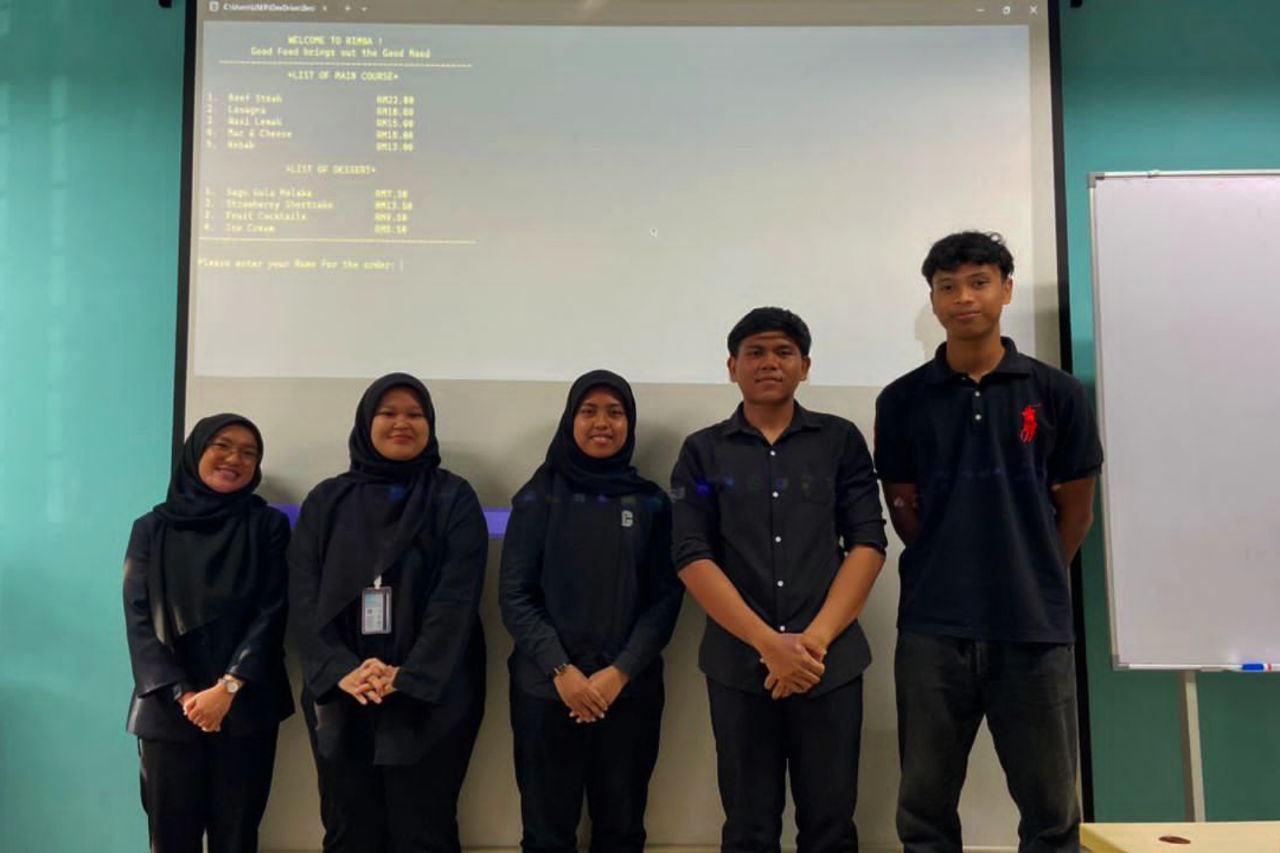 WELCOME TO RIMBA !
Good Food brings out the Good Mood
*LIST OF MAIN COURSE*
1. Beef Steak RM22.00
2. Lasagna RM18.00
3. Nasi Lemak RM15.00
4. Mac & Cheese RM18.00
5. Kebab RM13.00
*LIST OF DESSERT*
1. Sago Gula Melaka RM7.50
2. Strawberry Shortcake RM13.50
3. Fruit Cocktails RM9.50
4. Ice Cream RM8.50
Please enter your Name for the order:
C